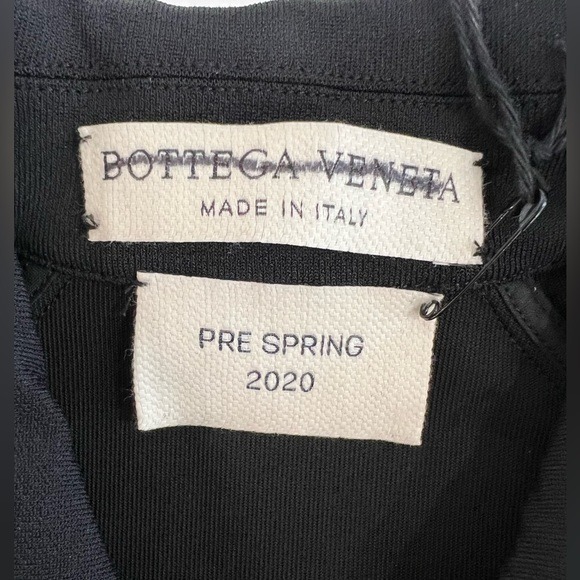 BOTTEGA VENETA
MADE IN ITALY
PRE SPRING
2020